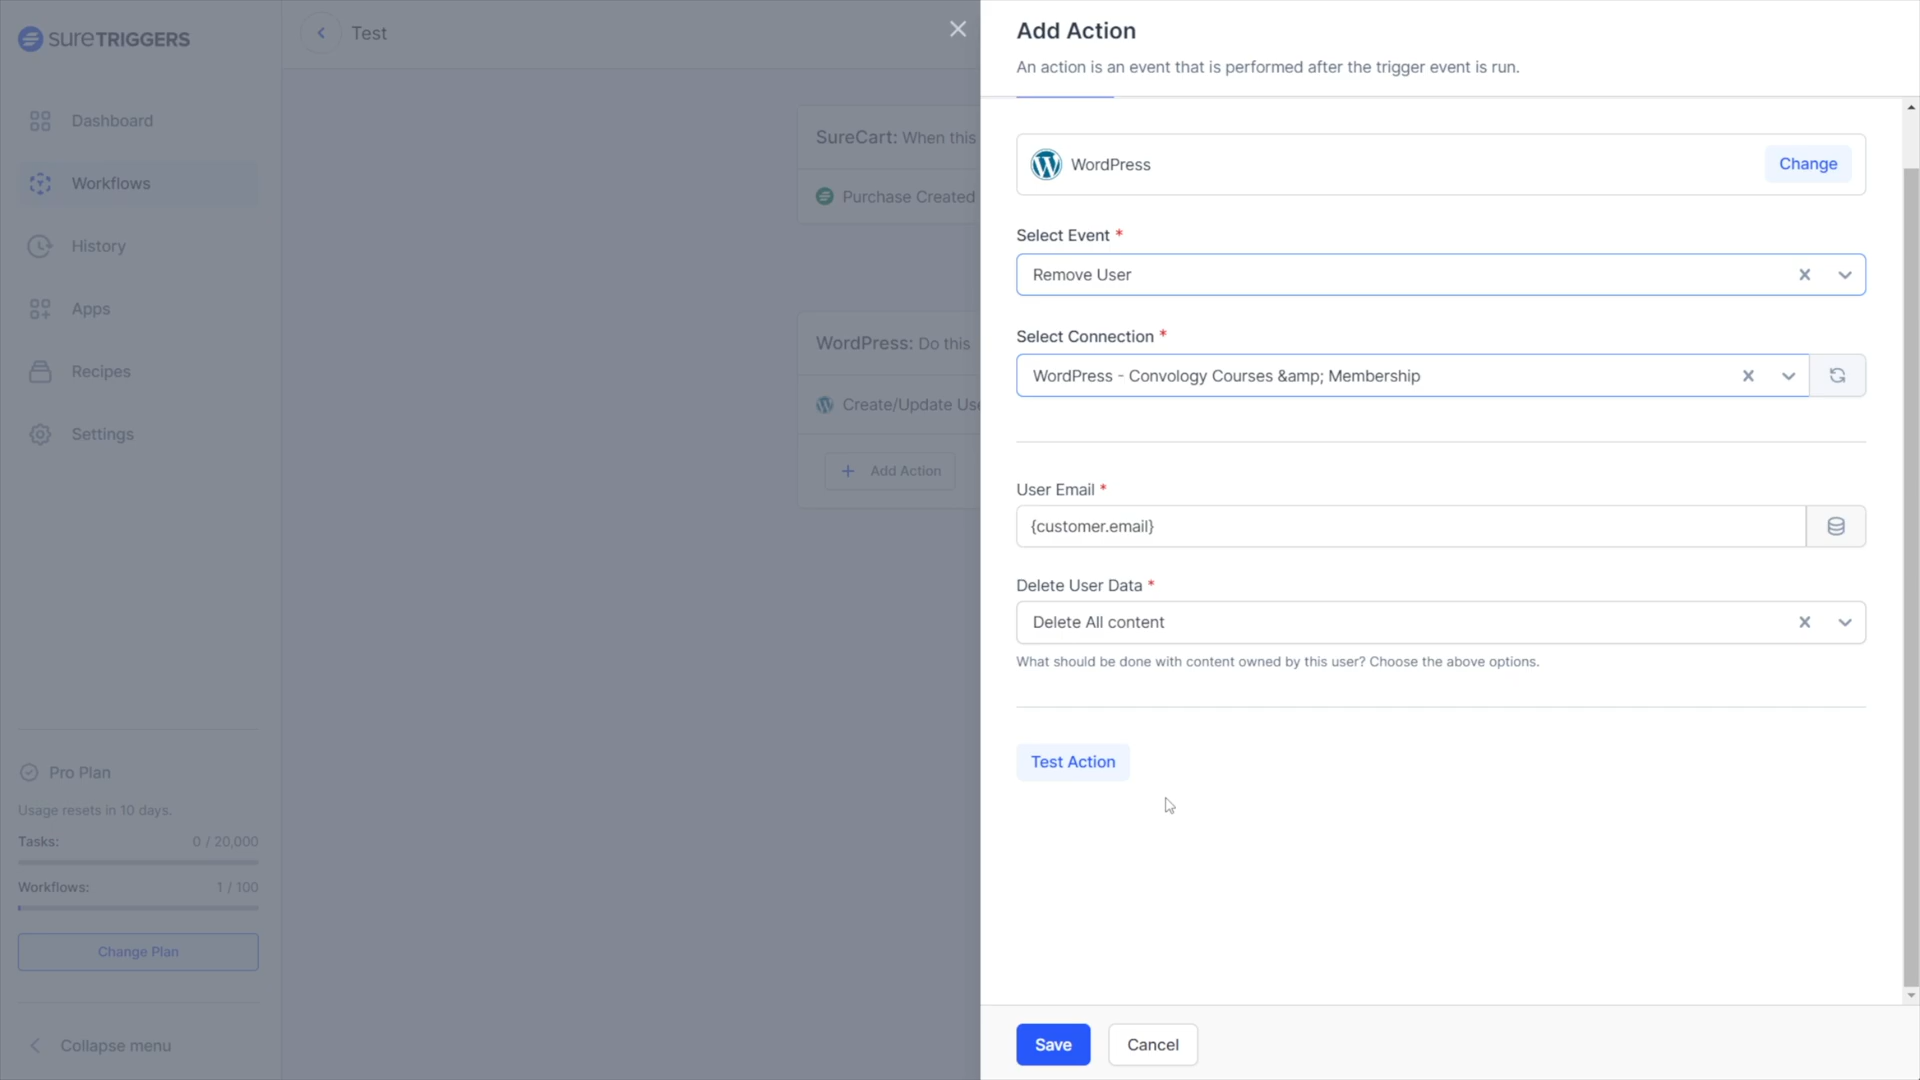 sureTRIGGERS
Dashboard
Workflows
History
Apps
Recipes
Settings
Pro Plan
Usage resets in 10 days.
Tasks: 0 / 20,000
Workflows: 1 / 100
Change Plan
Collapse menu
Test
SureCart: When this
Purchase Created
WordPress: Do this
Create/Update Use
Add Action
Add Action
An action is an event that is performed after the trigger event is run.
WordPress
Change
Select Event *
Remove User
Select Connection *
WordPress - Convology Courses &amp; Membership
User Email *
{customer.email}
Delete User Data *
Delete All content
What should be done with content owned by this user? Choose the above options.
Test Action
Save
Cancel